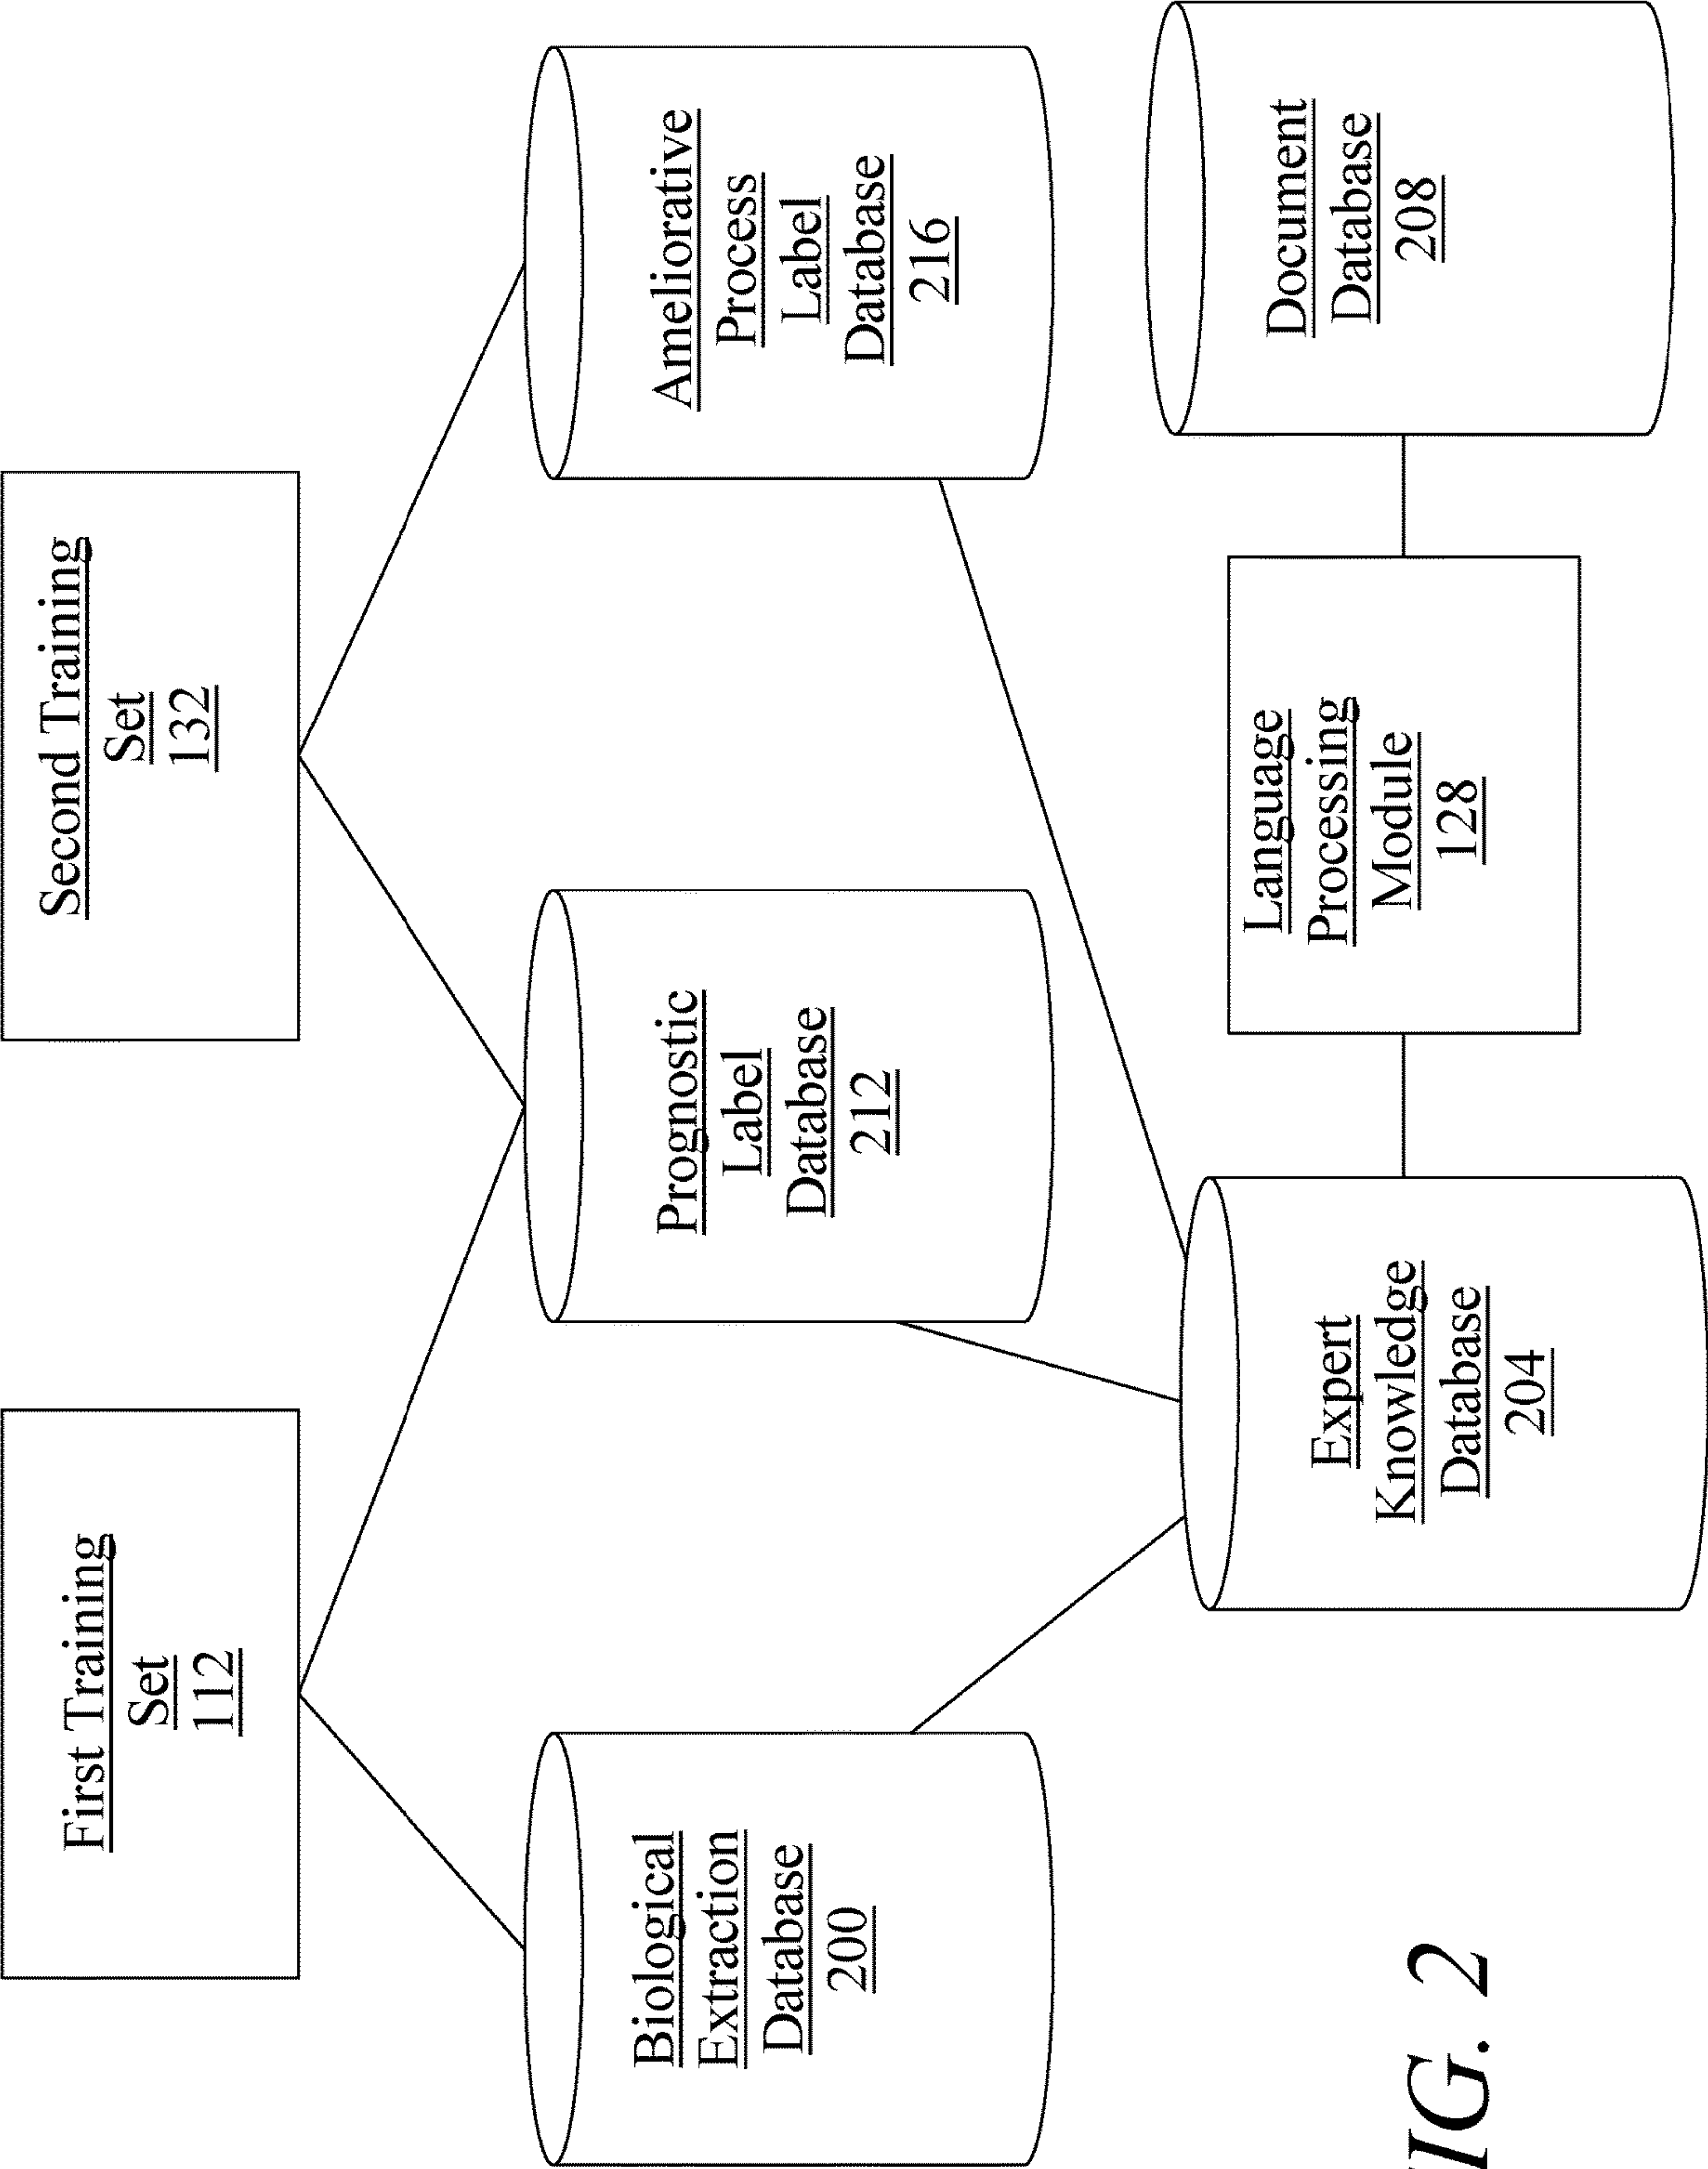 First Training
Set
112
Second Training
Set
132
Biological
Extraction
Database
200
Prognostic
Label
Database
212
Ameliorative
Process
Label
Database
216
Expert
Knowledge
Database
204
Language
Processing
Module
128
Document
Database
208
IG. 2